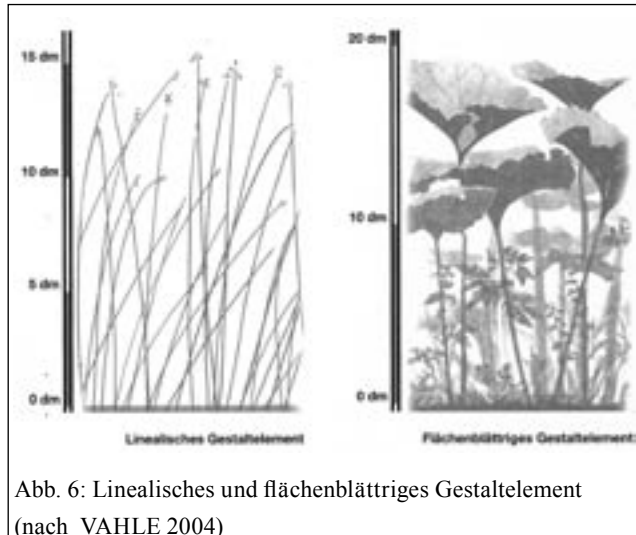 15 dm
10 dm
5 dm
0 dm
Linealisches Gestaltelement
20 dm
10 dm
0 dm
Flächenblättriges Gestaltelement:
Abb. 6: Linealisches und flächenblättriges Gestaltelement
(nach VAHLE 2004)